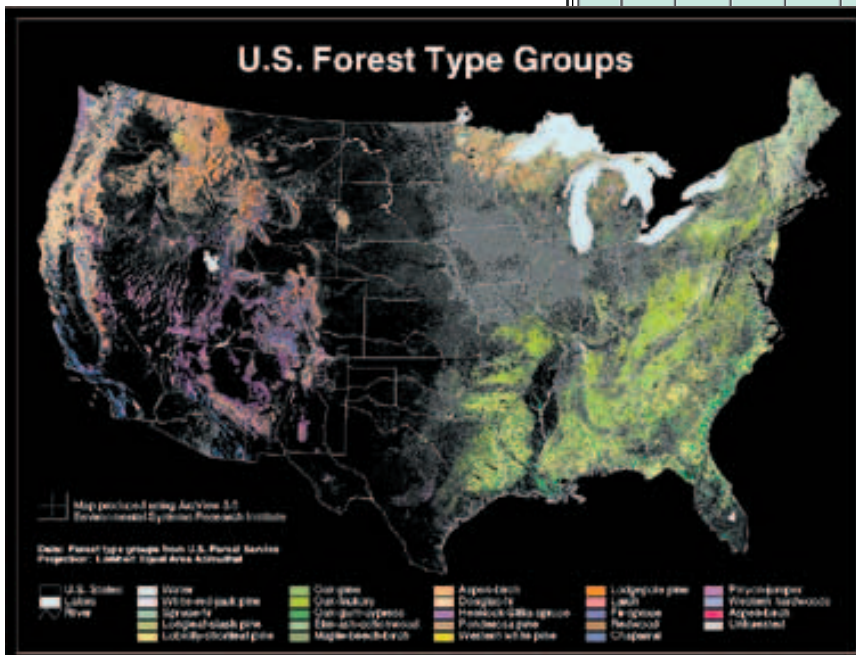 U.S. Forest Type Groups
Map produced using ArcView 3.0
Environmental Systems Research Institute
Data: Forest type groups from U.S. Forest Service
Projection: Lambert Equal Area Azimuthal
U.S. States
Lakes
River
Water
White-red-jack pine
Spruce-fir
Longleaf-slash pine
Loblolly-shortleaf pine
Oak-pine
Oak-hickory
Oak-gum-cypress
Elm-ash-cottonwood
Maple-beech-birch
Aspen-birch
Douglas-fir
Hemlock-Sitka spruce
Ponderosa pine
Western white pine
Lodgepole pine
Larch
Fir-spruce
Redwood
Chaparral
Pinyon-juniper
Western hardwoods
Aspen-birch